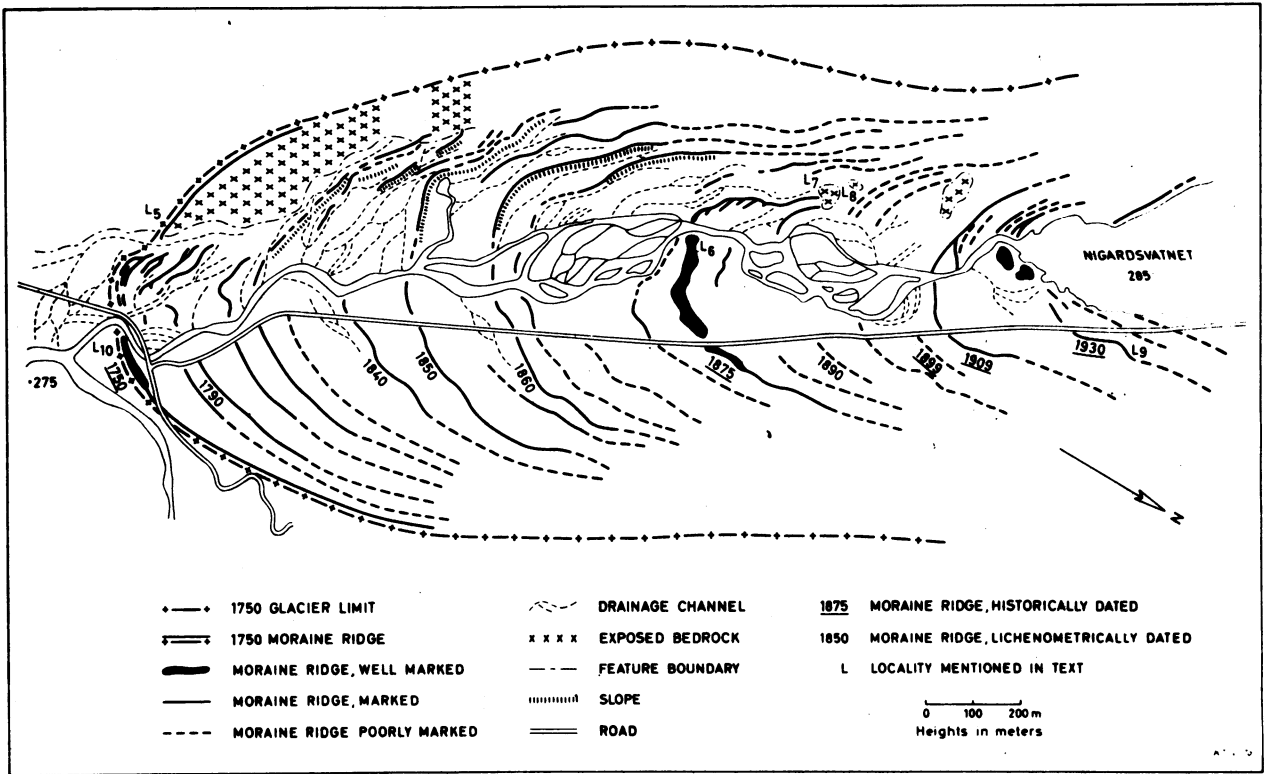 L5
L7
L8
L6
NIGARDSVATNET
285
L10
1750
·275
1790
1840
1850
1860
1875
1890
1899
1909
1930
L9
N
1750 GLACIER LIMIT
1750 MORAINE RIDGE
MORAINE RIDGE, WELL MARKED
MORAINE RIDGE, MARKED
MORAINE RIDGE POORLY MARKED
DRAINAGE CHANNEL
EXPOSED BEDROCK
FEATURE BOUNDARY
SLOPE
ROAD
1875 MORAINE RIDGE, HISTORICALLY DATED
1850 MORAINE RIDGE, LICHENOMETRICALLY DATED
L LOCALITY MENTIONED IN TEXT
0 100 200 m
Heights in meters